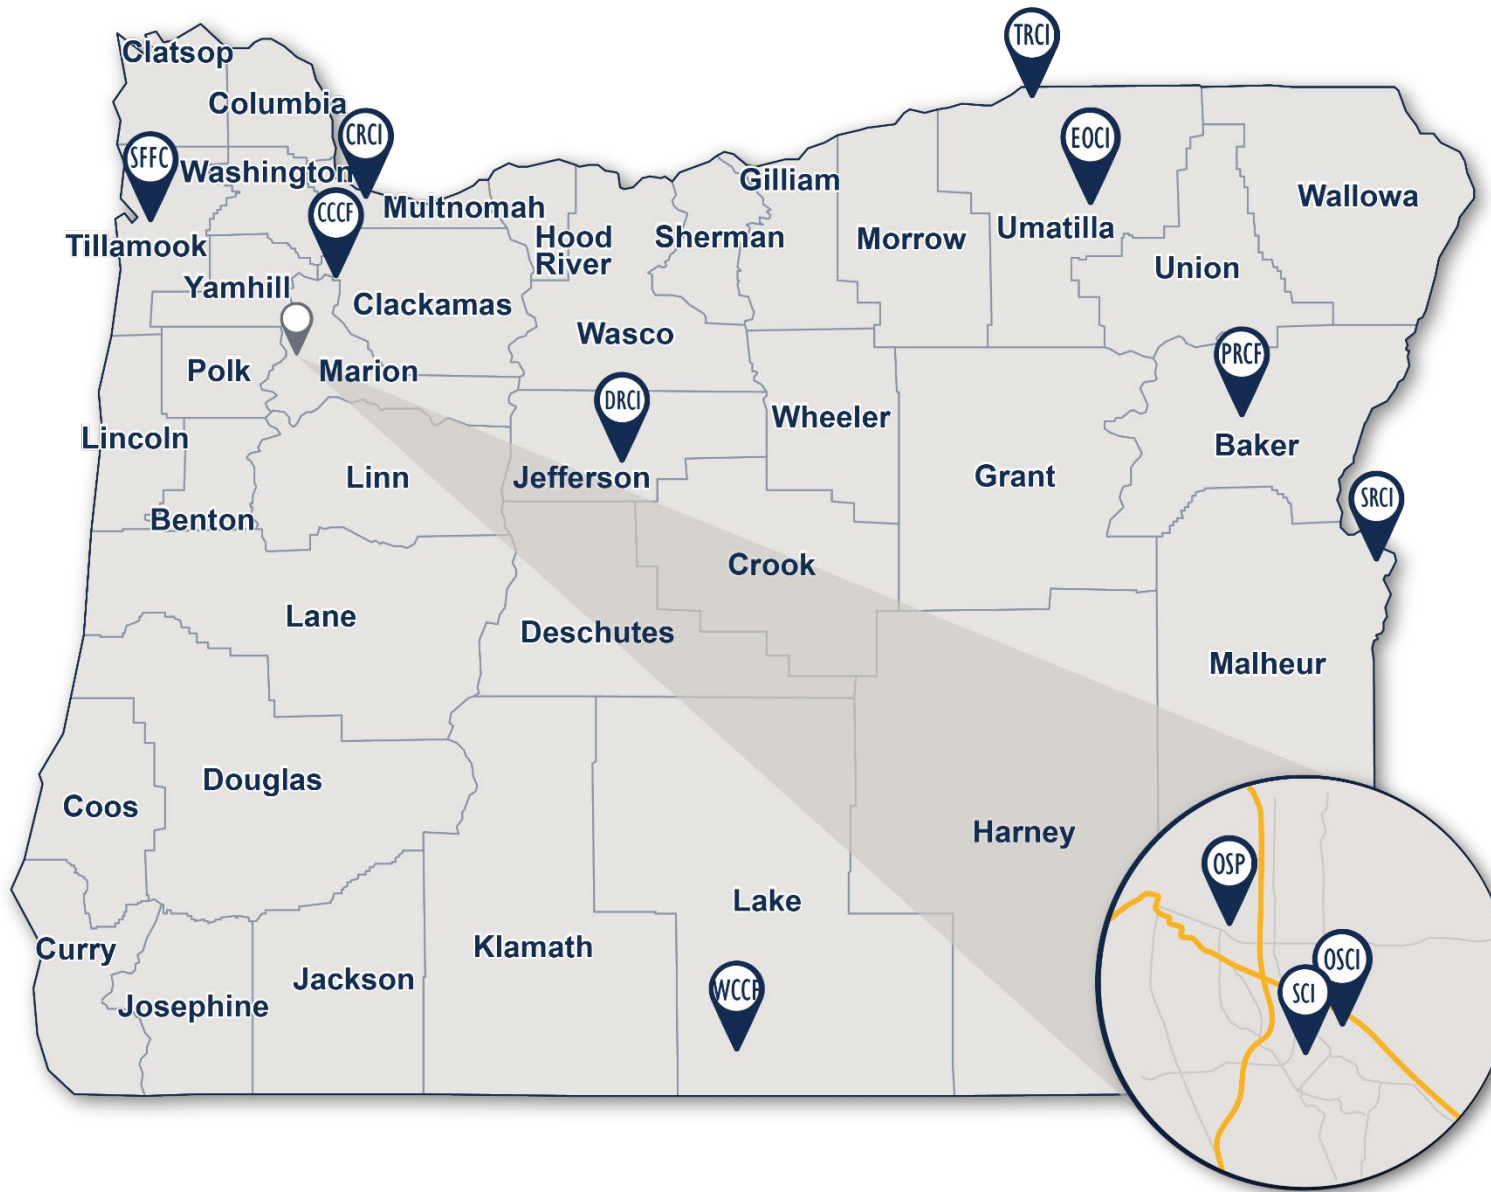 TRCI
Clatsop
Columbia
CRCI
EOCI
SFFC
Washington
Gilliam
Wallowa
CCCF
Multnomah
Tillamook
Hood
River
Sherman
Morrow
Umatilla
Union
Yamhill
Clackamas
Wasco
PRCF
Polk
Marion
DRCI
Wheeler
Lincoln
Baker
Linn
Jefferson
Grant
SRCI
Benton
Crook
Lane
Deschutes
Malheur
Douglas
Coos
Harney
OSP
Lake
Curry
Klamath
OSCI
Jackson
WCCF
SCI
Josephine